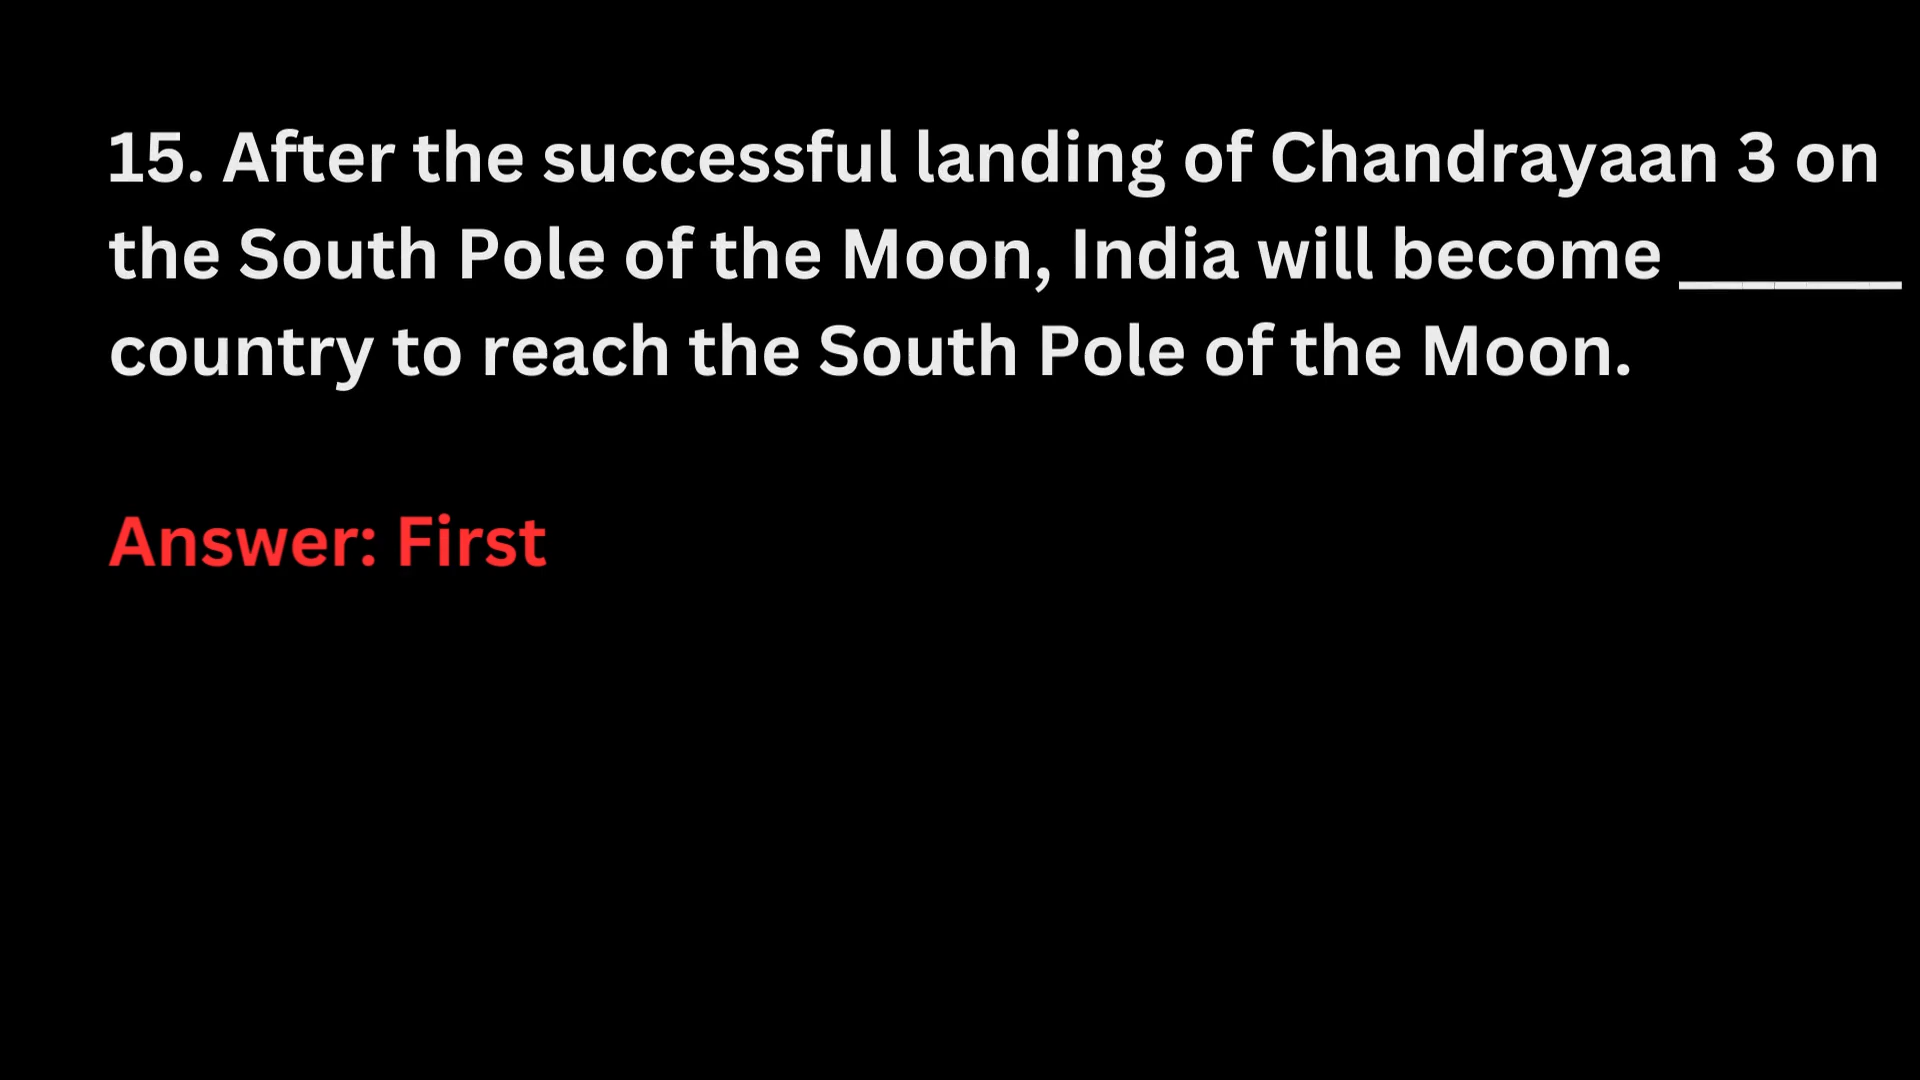 15. After the successful landing of Chandrayaan 3 on
the South Pole of the Moon, India will become _______
country to reach the South Pole of the Moon.
Answer: First